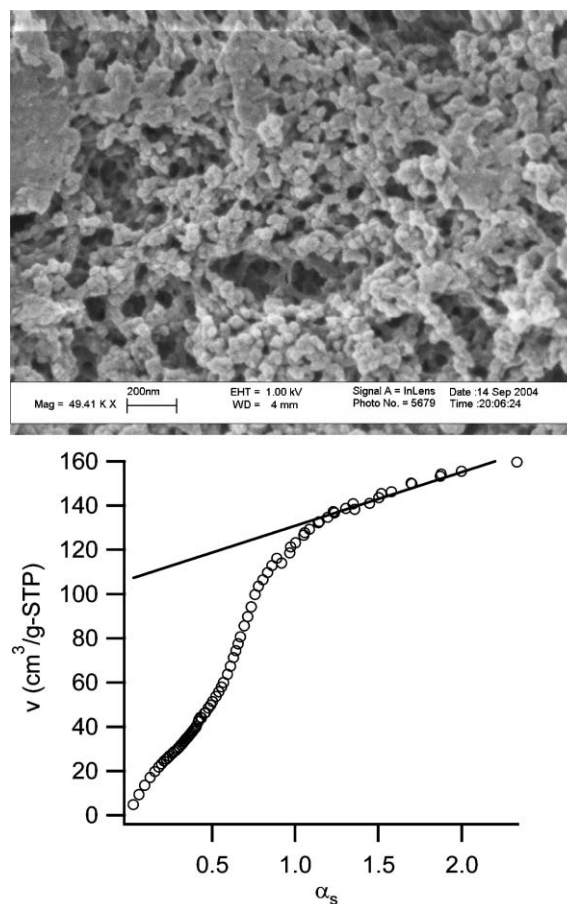 200nm
Mag = 49.41 K X
EHT = 1.00 kV
WD = 4 mm
Signal A = InLens
Photo No. = 5679
Date :14 Sep 2004
Time :20:06:24
160
140
120
100
80
60
40
20
0
v (cm³/g-STP)
0.5 1.0 1.5 2.0
αs